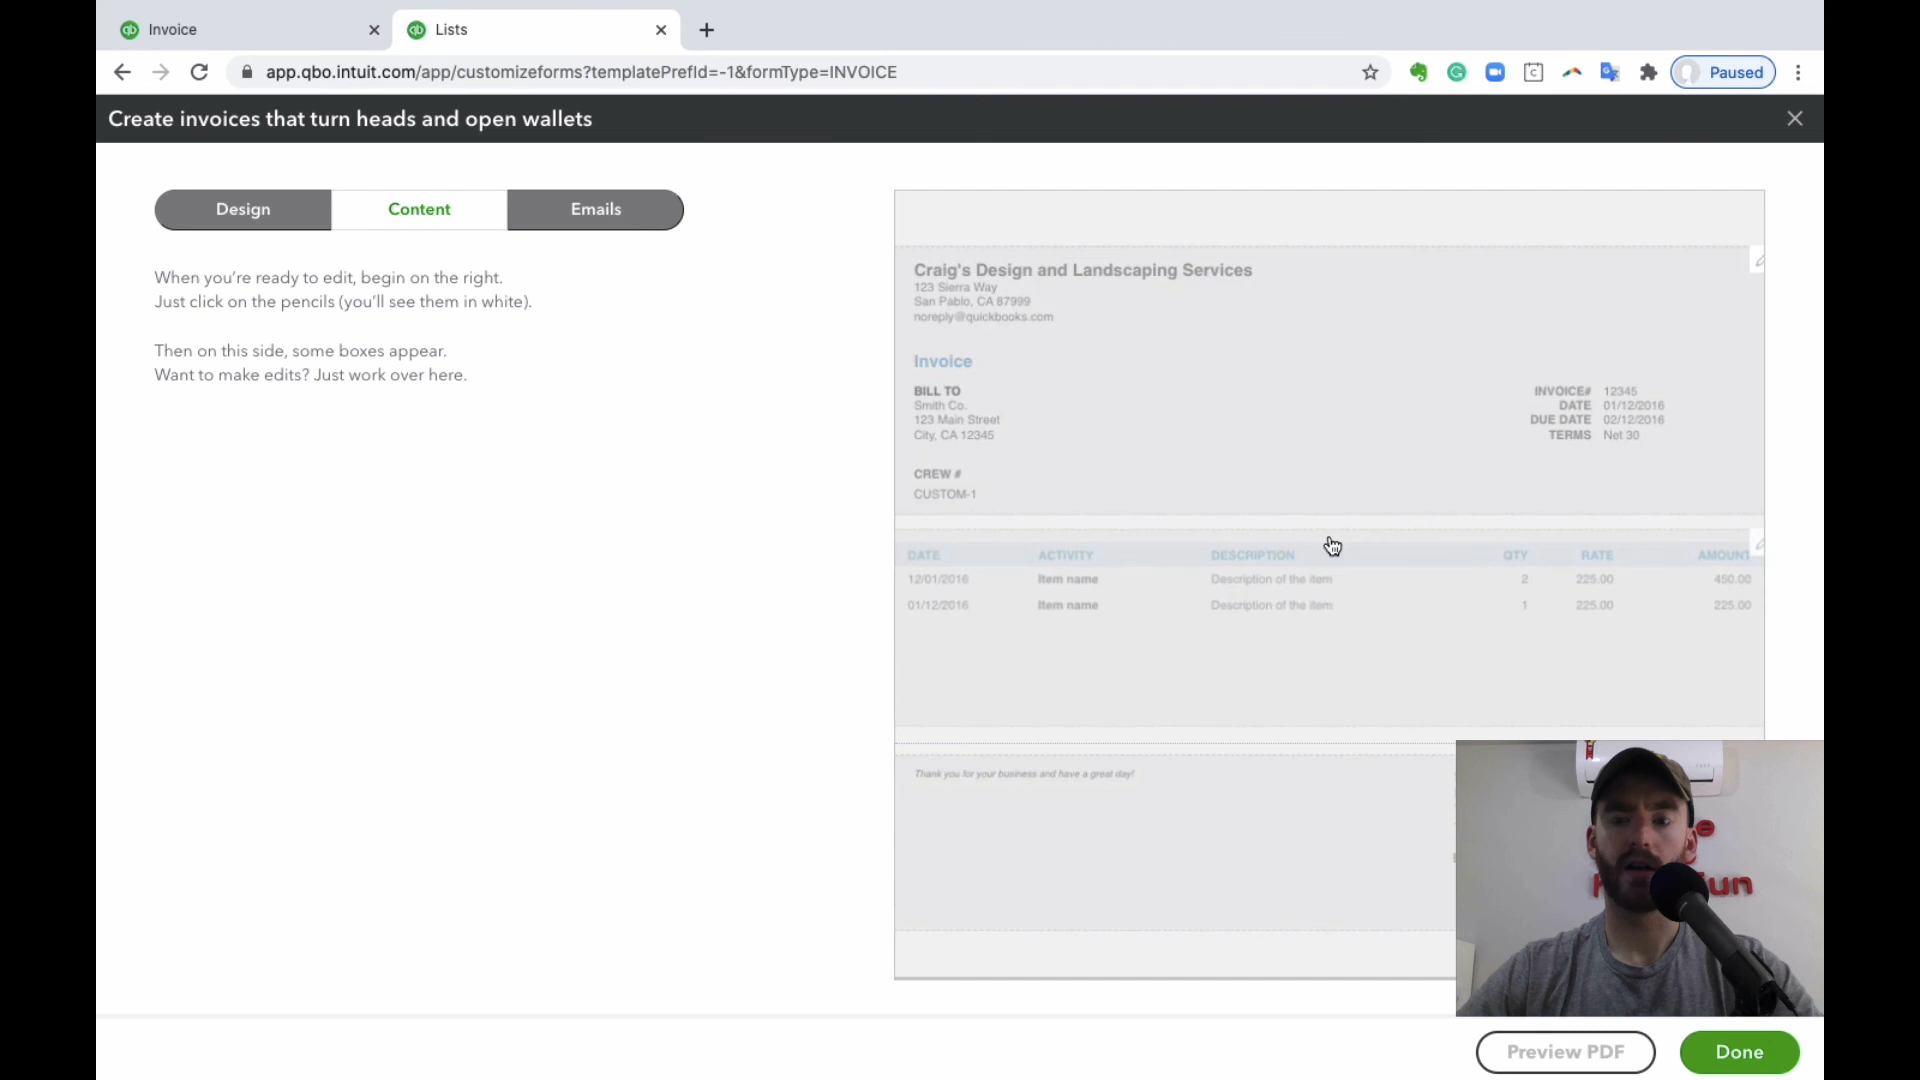 Invoice
Lists
app.qbo.intuit.com/app/customizeforms?templatePrefId=-1&formType=INVOICE
Paused
Create invoices that turn heads and open wallets
Design
Content
Emails
When you're ready to edit, begin on the right.
Just click on the pencils (you'll see them in white).
Then on this side, some boxes appear.
Want to make edits? Just work over here.
Craig's Design and Landscaping Services
123 Sierra Way
San Pablo, CA 87999
noreply@quickbooks.com
Invoice
BILL TO
Smith Co.
123 Main Street
City, CA 12345
INVOICE# 12345
DATE 01/12/2016
DUE DATE 02/12/2016
TERMS Net 30
CREW #
CUSTOM-1
DATE ACTIVITY DESCRIPTION QTY RATE AMOUNT
12/01/2016 Item name Description of the item 2 225.00 450.00
01/12/2016 Item name Description of the item 1 225.00 225.00
Thank you for your business and have a great day!
Preview PDF
Done